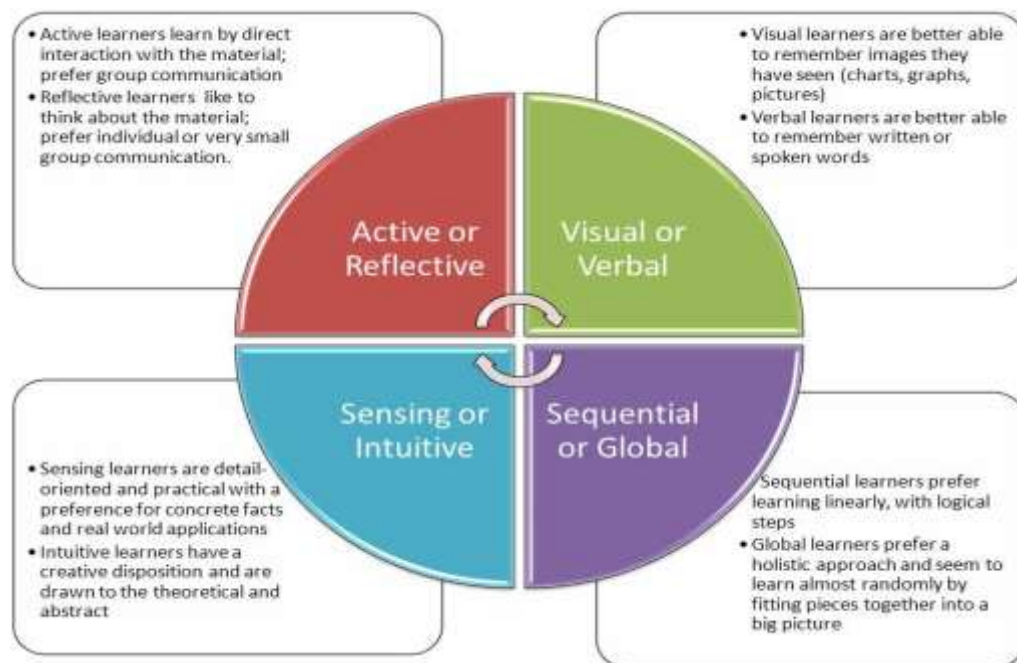 • Active learners learn by direct
interaction with the material;
prefer group communication
• Reflective learners like to
think about the material;
prefer individual or very small
group communication.
• Visual learners are better able
to remember images they
have seen (charts, graphs,
pictures)
• Verbal learners are better able
to remember written or
spoken words
Active or
Reflective
Visual or
Verbal
Sensing or
Intuitive
Sequential
or Global
• Sensing learners are detail-
oriented and practical with a
preference for concrete facts
and real world applications
• Intuitive learners have a
creative disposition and are
drawn to the theoretical and
abstract
Sequential learners prefer
learning linearly, with logical
steps
• Global learners prefer a
holistic approach and seem to
learn almost randomly by
fitting pieces together into a
big picture